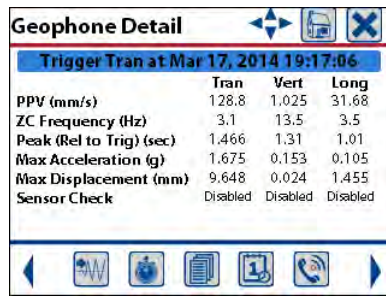 Geophone Detail
Trigger Tran at Mar 17, 2014 19:17:06
Tran Vert Long
PPV (mm/s) 128.8 1.025 31.68
ZC Frequency (Hz) 3.1 13.5 3.5
Peak (Rel to Trig) (sec) 1.466 1.31 1.01
Max Acceleration (g) 1.675 0.153 0.105
Max Displacement (mm) 9.648 0.024 1.455
Sensor Check Disabled Disabled Disabled